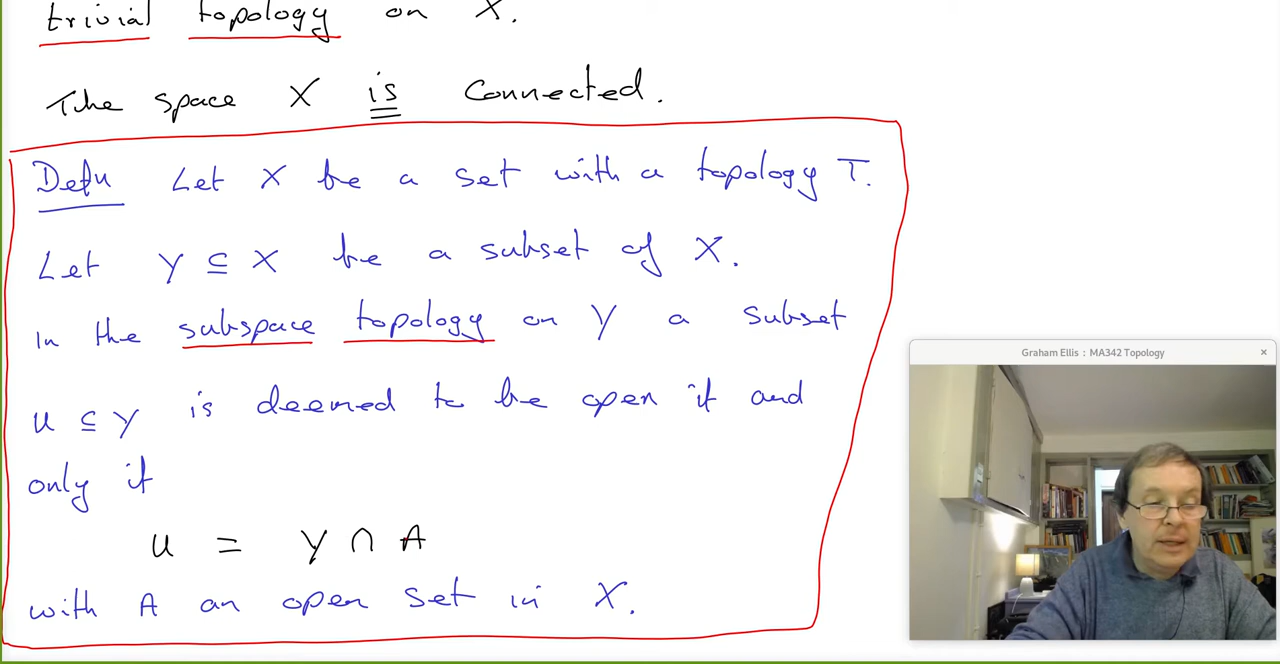 trivial topology on X.
The space X is connected.
Defn Let X be a set with a topology T.
Let Y ⊆ X be a subset of X.
In the subspace topology on Y a subset
U ⊆ Y is deemed to be open if and
only if
U = Y ∩ A
with A an open set in X.
Graham Ellis : MA342 Topology